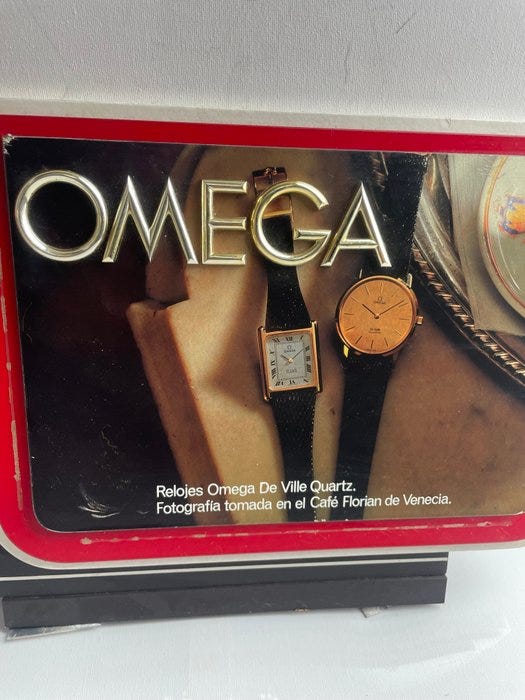 OMEGA
Relojes Omega De Ville Quartz.
Fotografía tomada en el Café Florian de Venecia.